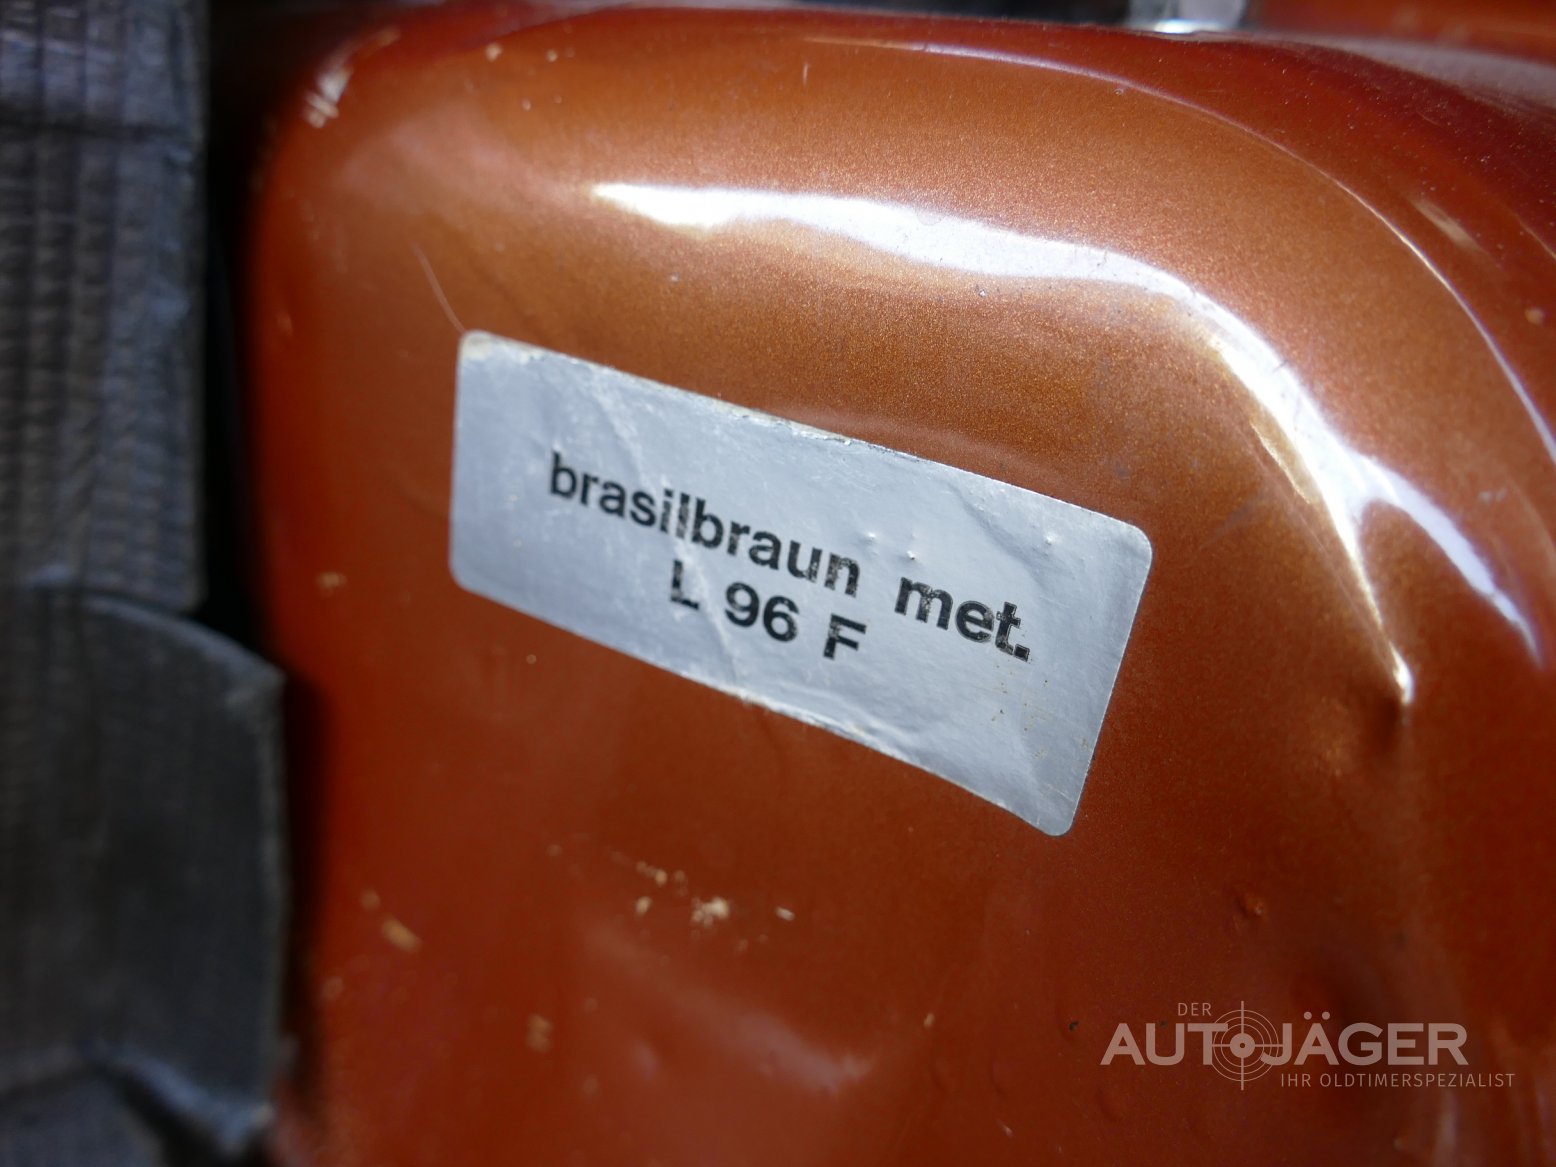 brasilbraun met.
L 96 F
DER
AUTOJÄGER
IHR OLDTIMERSPEZIALIST